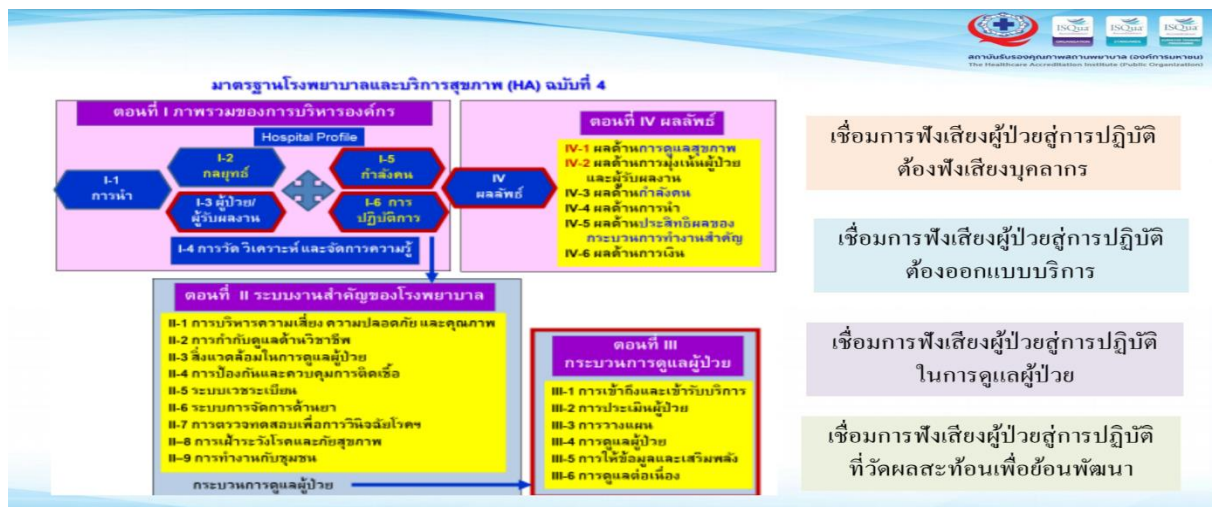 ISQua
ISQua
ISQua
สถาบันรับรองคุณภาพสถานพยาบาล (องค์การมหาชน)
The Healthcare Accreditation Institute (Public Organization)
มาตรฐานโรงพยาบาลและบริการสุขภาพ (HA) ฉบับที่ 4
ตอนที่ I ภาพรวมของการบริหารองค์กร
Hospital Profile
I-1
การนำ
I-2
กลยุทธ์
I-3 ผู้ป่วย/
ผู้รับผลงาน
I-5
กำลังคน
I-6 การ
ปฏิบัติการ
I-4 การวัด วิเคราะห์ และจัดการความรู้
IV
ผลลัพธ์
ตอนที่ IV ผลลัพธ์
IV-1 ผลด้านการดูแลสุขภาพ
IV-2 ผลด้านการมุ่งเน้นผู้ป่วย
และผู้รับผลงาน
IV-3 ผลด้านกำลังคน
IV-4 ผลด้านการนำ
IV-5 ผลด้านประสิทธิผลของ
กระบวนการทำงานสำคัญ
IV-6 ผลด้านการเงิน
ตอนที่ II ระบบงานสำคัญของโรงพยาบาล
II-1 การบริหารความเสี่ยง ความปลอดภัย และคุณภาพ
II-2 การกำกับดูแลด้านวิชาชีพ
II-3 สิ่งแวดล้อมในการดูแลผู้ป่วย
II-4 การป้องกันและควบคุมการติดเชื้อ
II-5 ระบบเวชระเบียน
II-6 ระบบการจัดการด้านยา
II-7 การตรวจทดสอบเพื่อการวินิจฉัยโรคฯ
II–8 การเฝ้าระวังโรคและภัยสุขภาพ
II–9 การทำงานกับชุมชน
กระบวนการดูแลผู้ป่วย
ตอนที่ III
กระบวนการดูแลผู้ป่วย
III-1 การเข้าถึงและเข้ารับบริการ
III-2 การประเมินผู้ป่วย
III-3 การวางแผน
III-4 การดูแลผู้ป่วย
III-5 การให้ข้อมูลและเสริมพลัง
III-6 การดูแลต่อเนื่อง
เชื่อมการฟังเสียงผู้ป่วยสู่การปฏิบัติ
ต้องฟังเสียงบุคลากร
เชื่อมการฟังเสียงผู้ป่วยสู่การปฏิบัติ
ต้องออกแบบบริการ
เชื่อมการฟังเสียงผู้ป่วยสู่การปฏิบัติ
ในการดูแลผู้ป่วย
เชื่อมการฟังเสียงผู้ป่วยสู่การปฏิบัติ
ที่วัดผลสะท้อนเพื่อย้อนพัฒนา